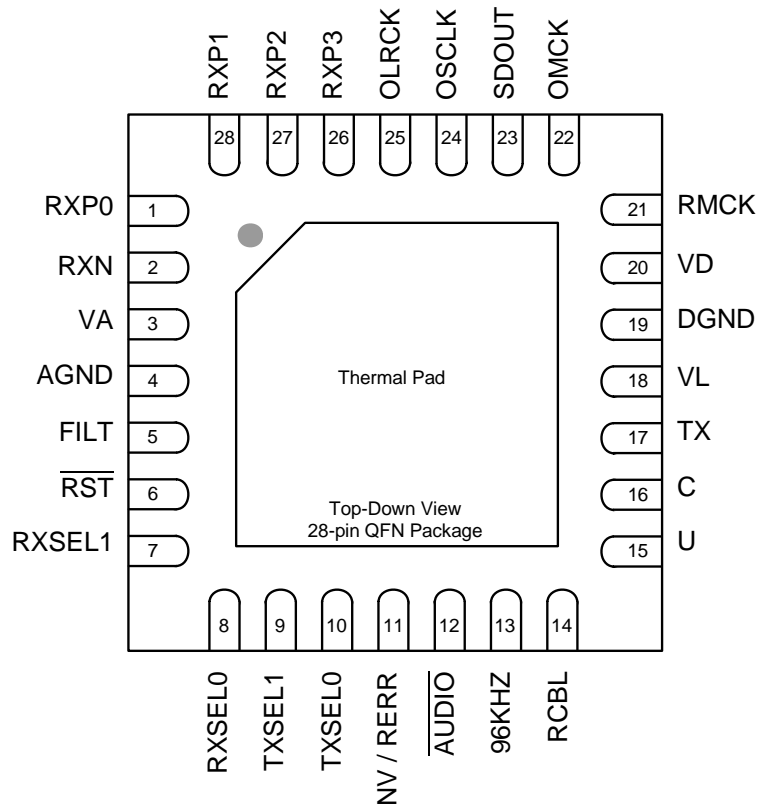 RXP1
RXP2
RXP3
OLRCK
OSCLK
SDOUT
OMCK
28
27
26
25
24
23
22
RXP0
1
RXN
2
VA
3
AGND
4
FILT
5
RST
6
RXSEL1
7
21
RMCK
20
VD
19
DGND
18
VL
17
TX
16
C
15
U
Thermal Pad
Top-Down View
28-pin QFN Package
8
9
10
11
12
13
14
RXSEL0
TXSEL1
TXSEL0
NV / RERR
AUDIO
96KHZ
RCBL